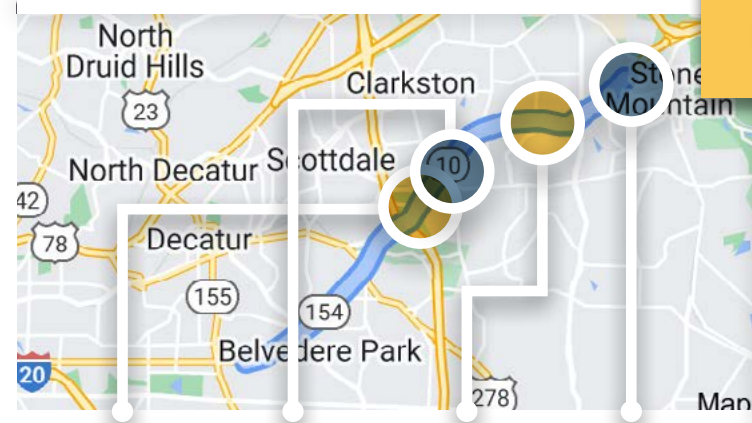 North
Druid Hills
Clarkston
Stone
Mountain
23
North Decatur
Scottdale
10
42
78
Decatur
155
154
Belvedere Park
20
278
Map